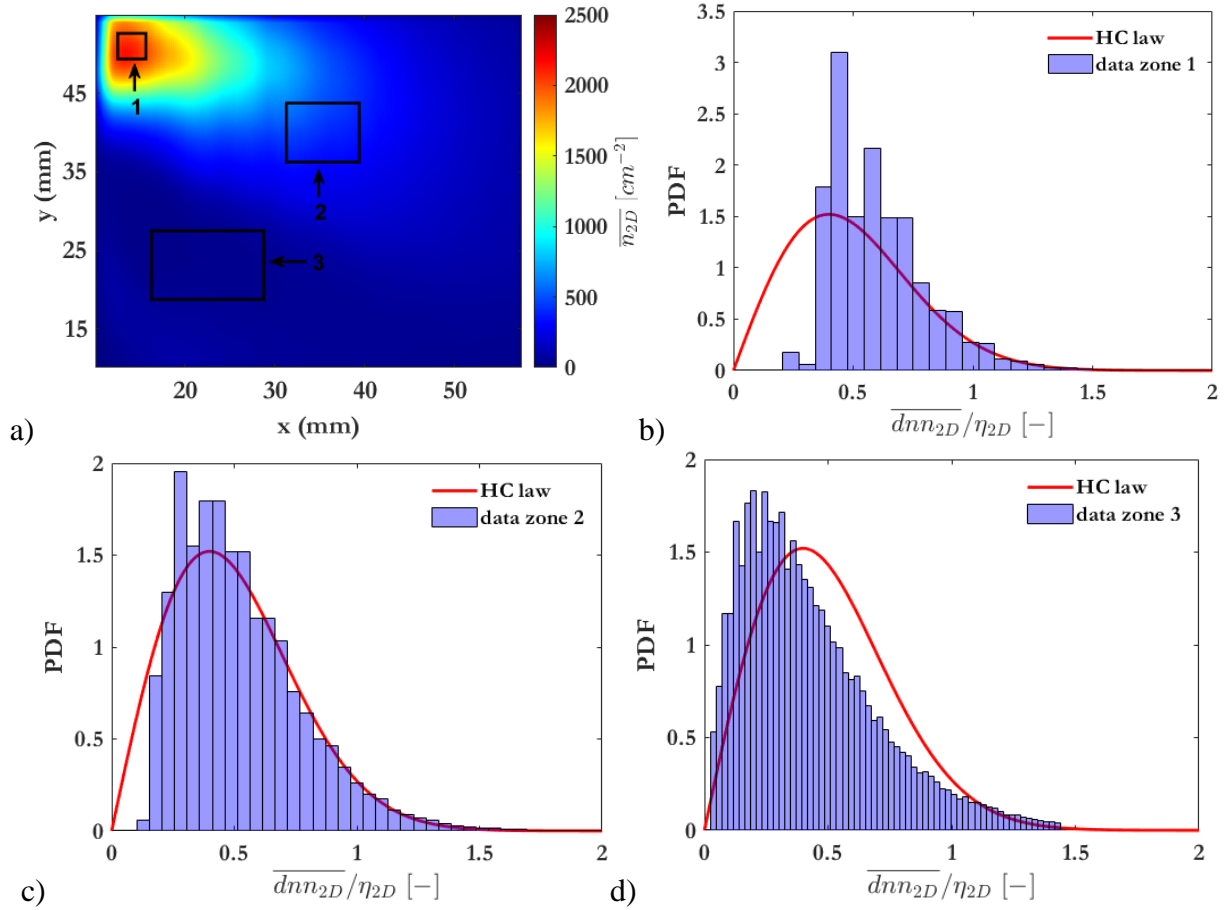 2500
2000
1500
1000
500
0
$\overline{n_{2D}}$ [cm$^{-2}$]
45
35
25
15
y (mm)
20 30 40 50
x (mm)
1
2
3
a)
3.5
3
2.5
2
1.5
1
0.5
0
PDF
HC law
data zone 1
0 0.5 1 1.5 2
$\overline{dnn_{2D}}/\eta_{2D}$ [−]
b)
2
1.5
1
0.5
0
PDF
HC law
data zone 2
0 0.5 1 1.5 2
$\overline{dnn_{2D}}/\eta_{2D}$ [−]
c)
2
1.5
1
0.5
0
PDF
HC law
data zone 3
0 0.5 1 1.5 2
$\overline{dnn_{2D}}/\eta_{2D}$ [−]
d)